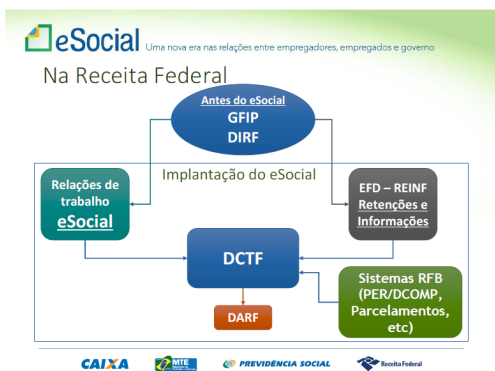 eSocial Uma nova era nas relações entre empregadores, empregados e governo
Na Receita Federal
Antes do eSocial
GFIP
DIRF
Implantação do eSocial
Relações de
trabalho
eSocial
EFD – REINF
Retenções e
Informações
DCTF
Sistemas RFB
(PER/DCOMP,
Parcelamentos,
etc)
DARF
CAIXA
MTE
PREVIDÊNCIA SOCIAL
Receita Federal